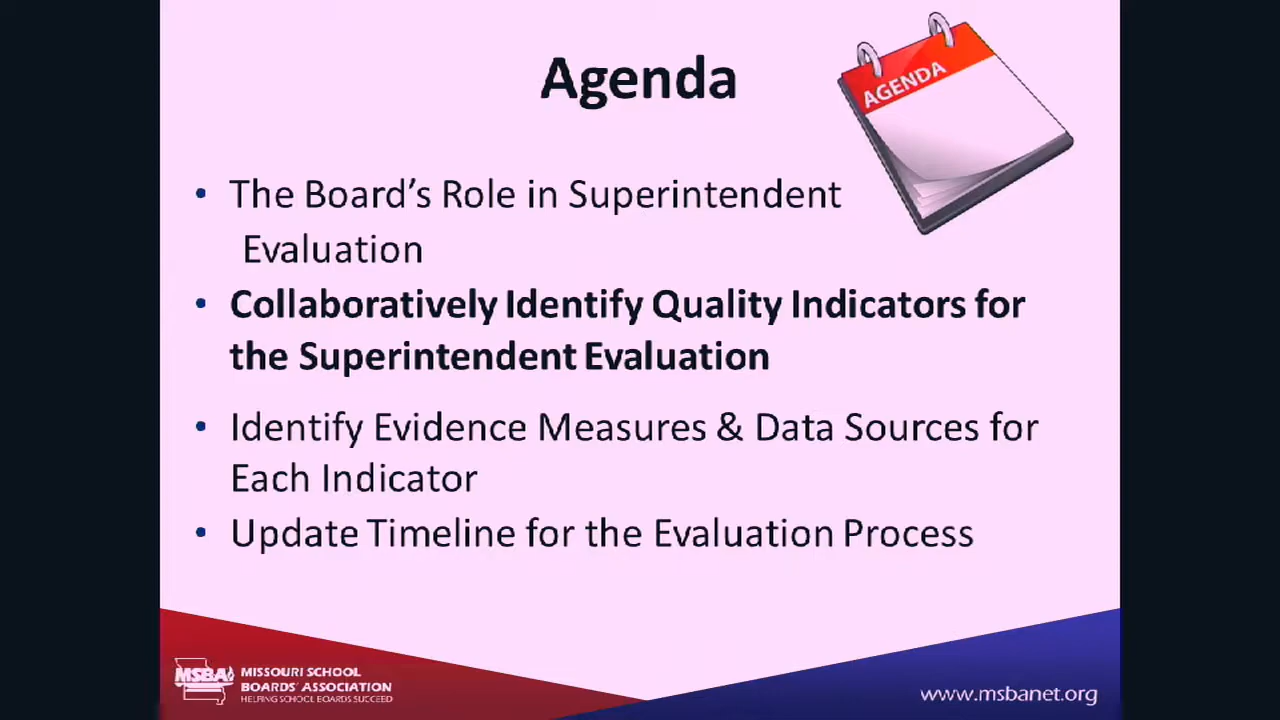 Agenda
AGENDA
• The Board's Role in Superintendent
Evaluation
• Collaboratively Identify Quality Indicators for
the Superintendent Evaluation
• Identify Evidence Measures & Data Sources for
Each Indicator
• Update Timeline for the Evaluation Process
MSBA
MISSOURI SCHOOL
BOARDS' ASSOCIATION
HELPING SCHOOL BOARDS SUCCEED
www.msbanet.org